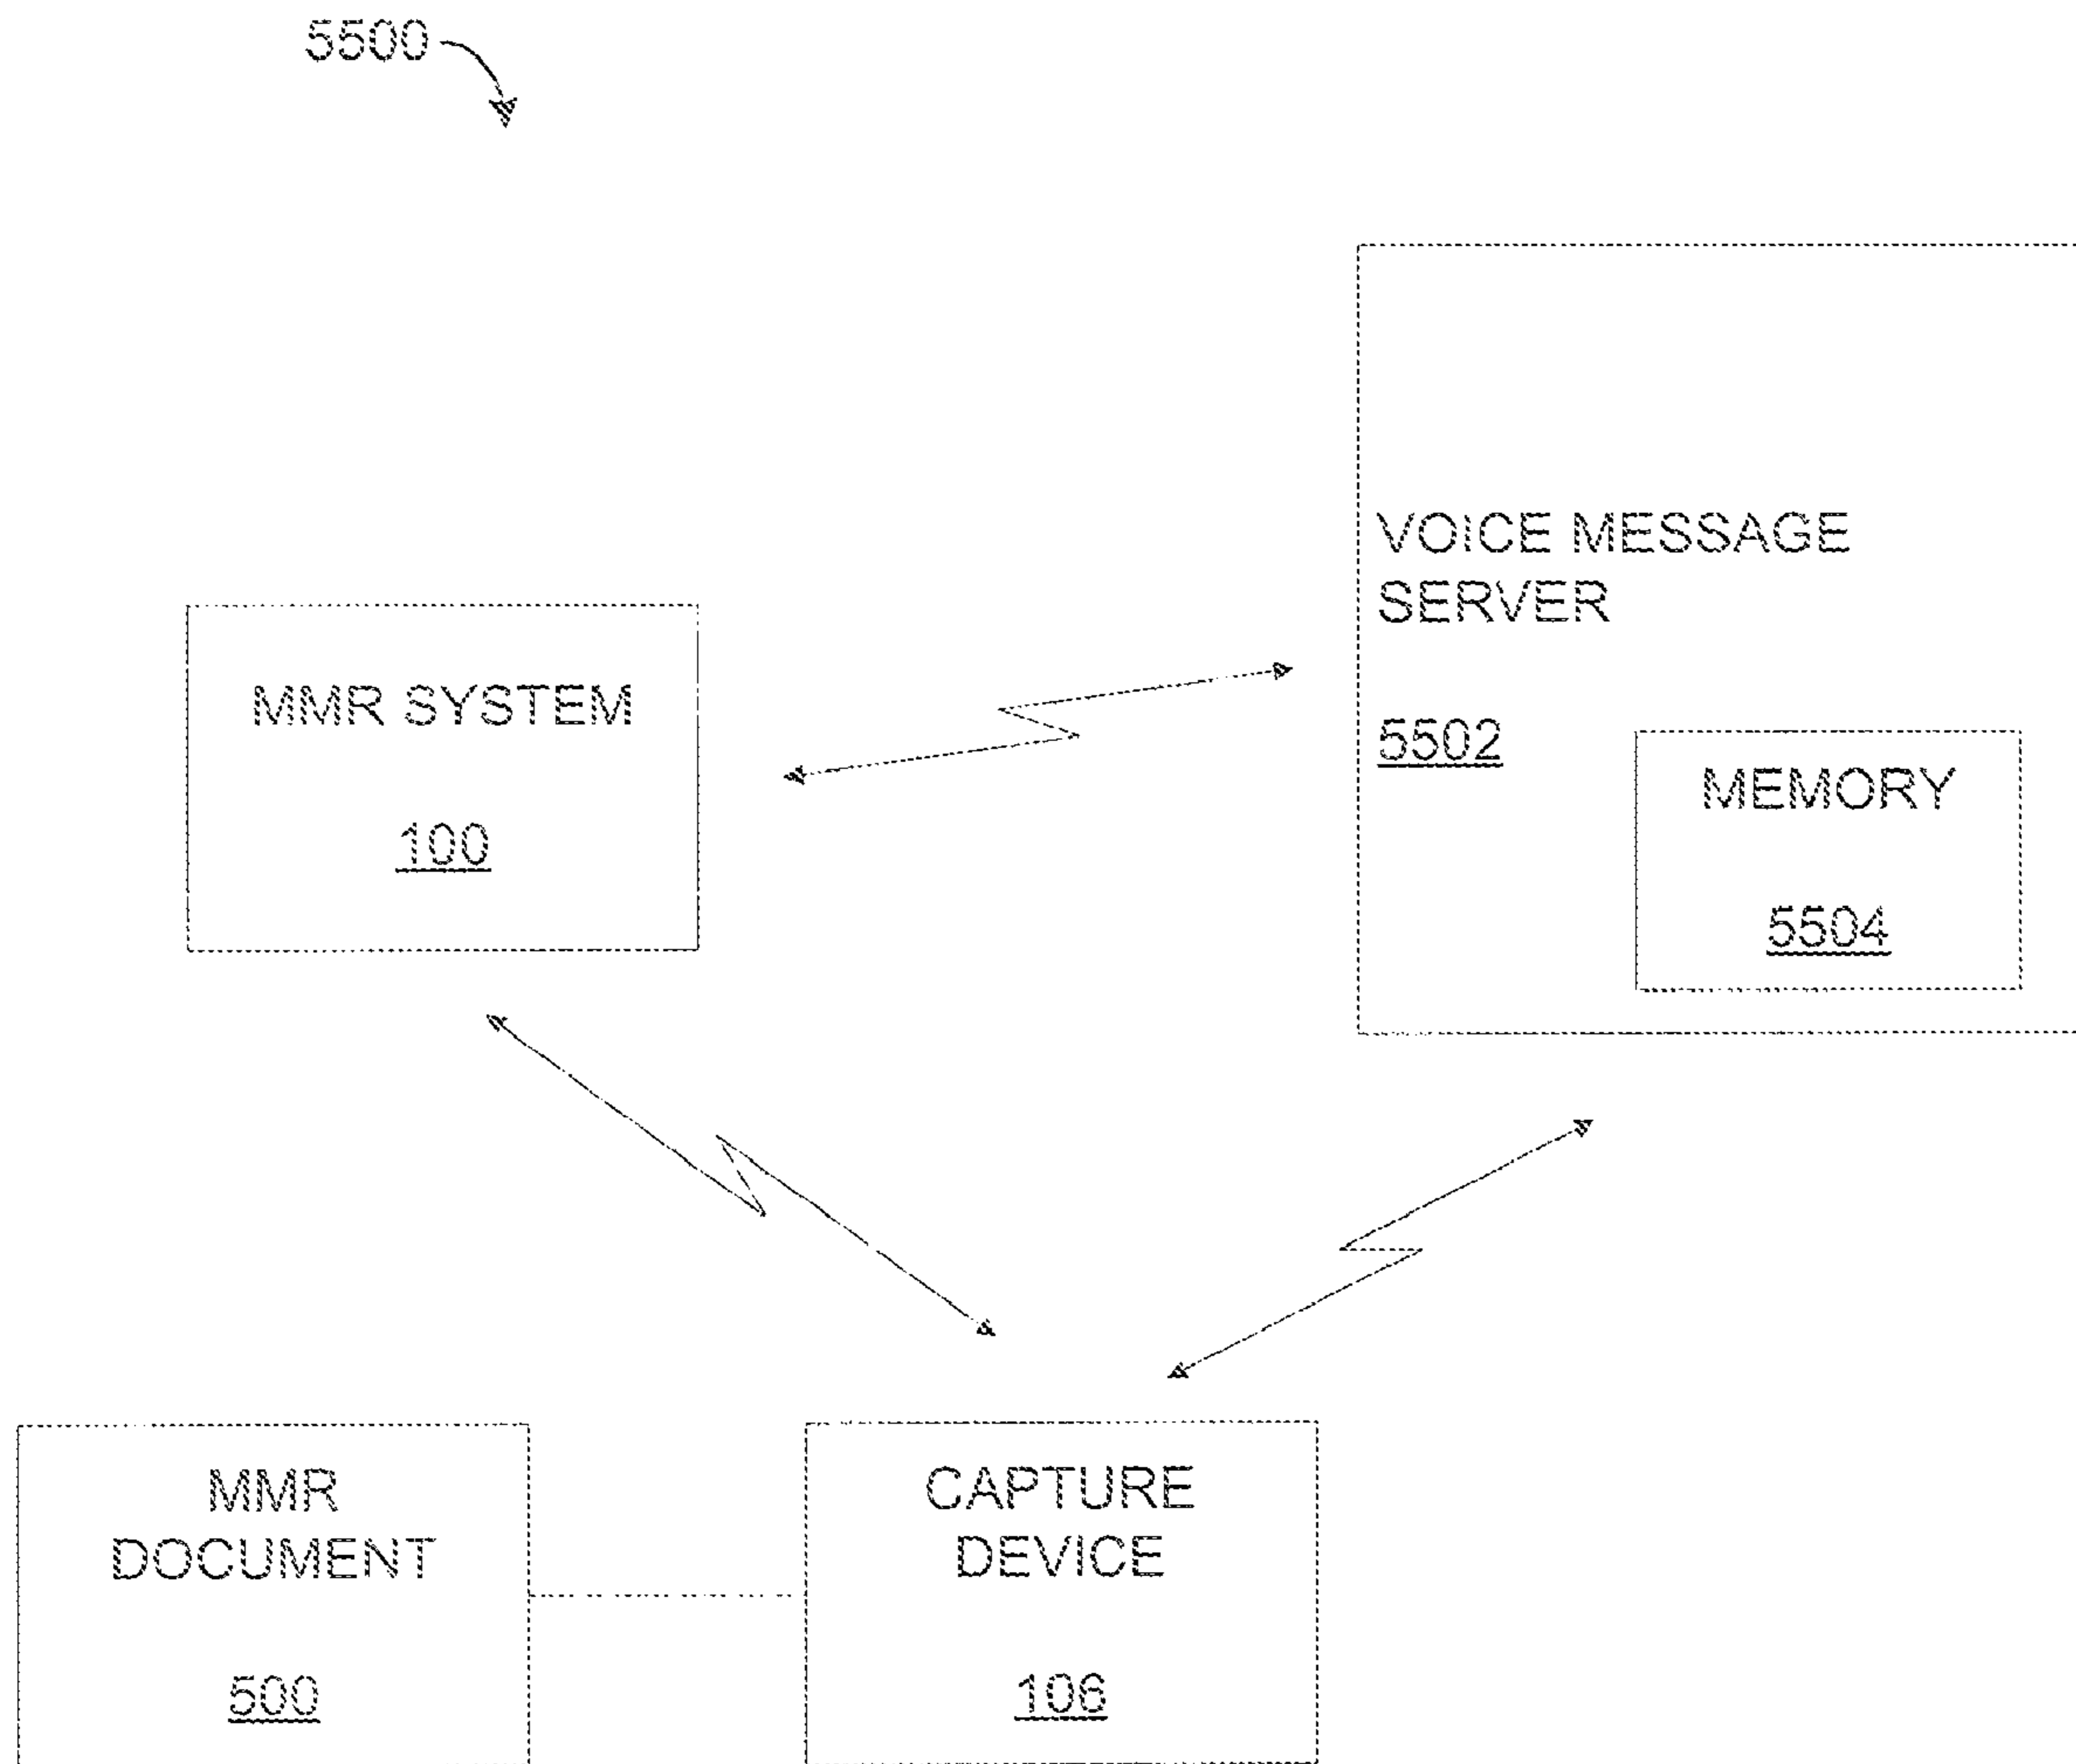 5500
VOICE MESSAGE
SERVER
5502
MEMORY
5504
MMR SYSTEM
100
MMR
DOCUMENT
500
CAPTURE
DEVICE
106